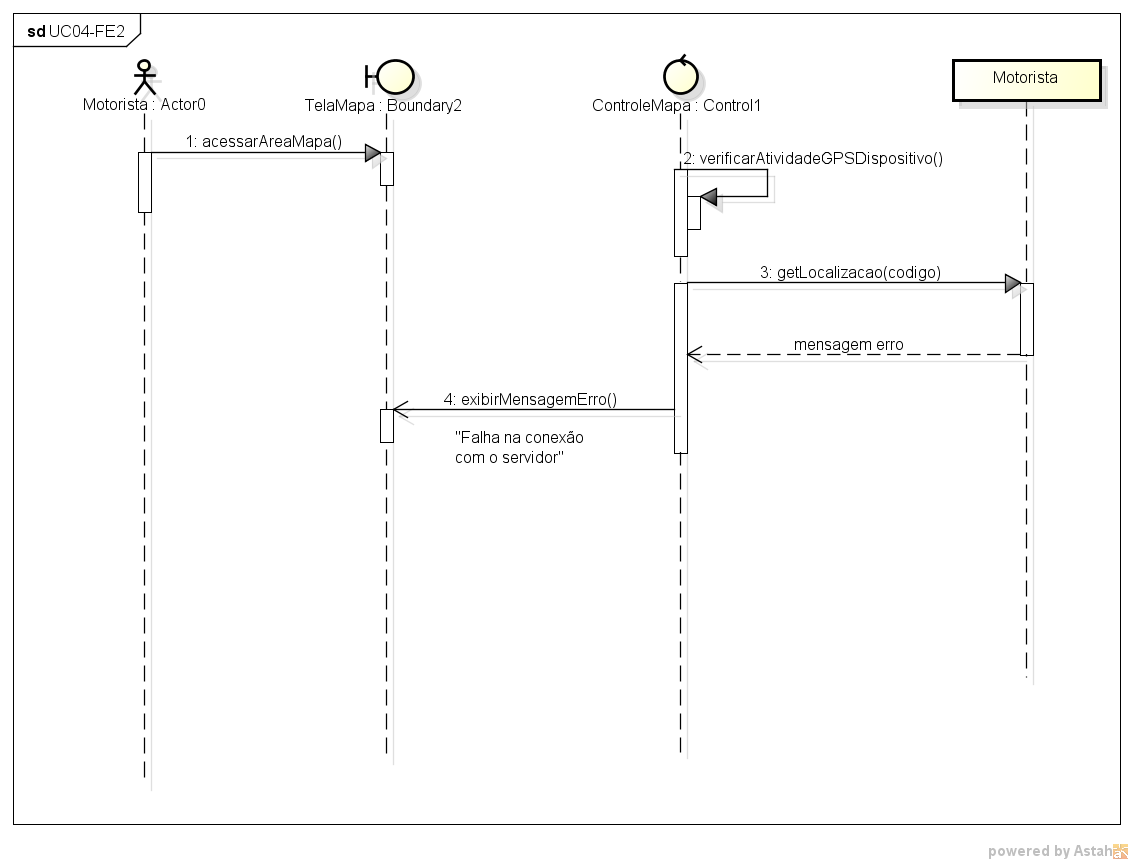 sd UC04-FE2
Motorista : Actor0
TelaMapa : Boundary2
ControleMapa : Control1
Motorista
1: acessarAreaMapa()
2: verificarAtividadeGPSDispositivo()
3: getLocalizacao(codigo)
mensagem erro
4: exibirMensagemErro()
"Falha na conexão
com o servidor"
powered by Astah